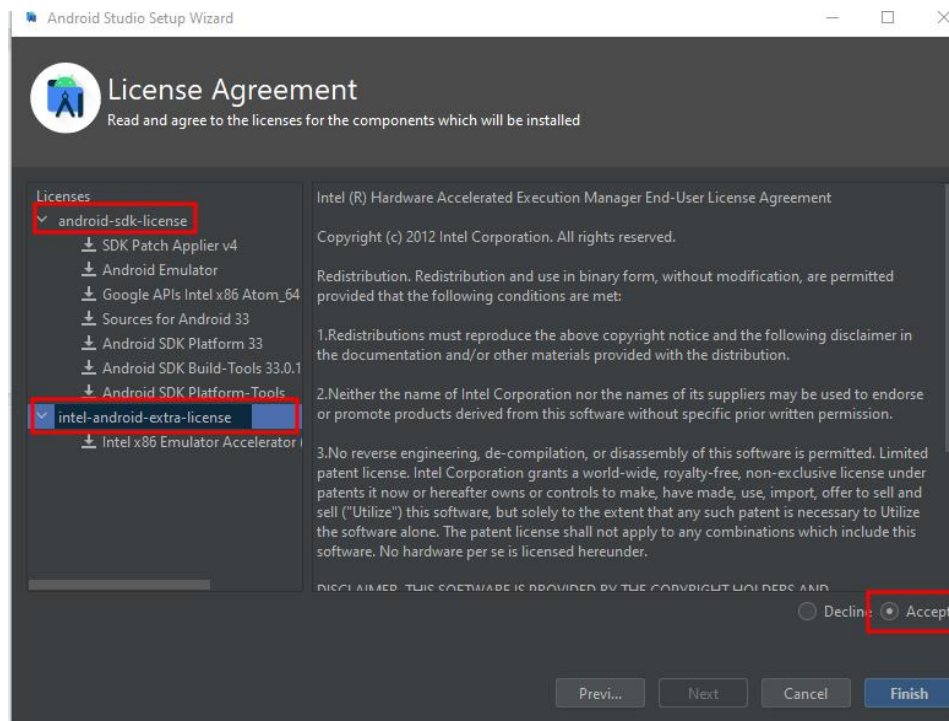 Android Studio Setup Wizard
License Agreement
Read and agree to the licenses for the components which will be installed
Licenses
android-sdk-license
SDK Patch Applier v4
Android Emulator
Google APIs Intel x86 Atom_64
Sources for Android 33
Android SDK Platform 33
Android SDK Build-Tools 33.0.1
Android SDK Platform-Tools
intel-android-extra-license
Intel x86 Emulator Accelerator (
Intel (R) Hardware Accelerated Execution Manager End-User License Agreement
Copyright (c) 2012 Intel Corporation. All rights reserved.
Redistribution. Redistribution and use in binary form, without modification, are permitted
provided that the following conditions are met:
1.Redistributions must reproduce the above copyright notice and the following disclaimer in
the documentation and/or other materials provided with the distribution.
2.Neither the name of Intel Corporation nor the names of its suppliers may be used to endorse
or promote products derived from this software without specific prior written permission.
3.No reverse engineering, de-compilation, or disassembly of this software is permitted. Limited
patent license. Intel Corporation grants a world-wide, royalty-free, non-exclusive license under
patents it now or hereafter owns or controls to make, have made, use, import, offer to sell and
sell ("Utilize") this software, but solely to the extent that any such patent is necessary to Utilize
the software alone. The patent license shall not apply to any combinations which include this
software. No hardware per se is licensed hereunder.
DISCLAIMER. THIS SOFTWARE IS PROVIDED BY THE COPYRIGHT HOLDERS AND
Decline Accept
Previ... Next Cancel Finish